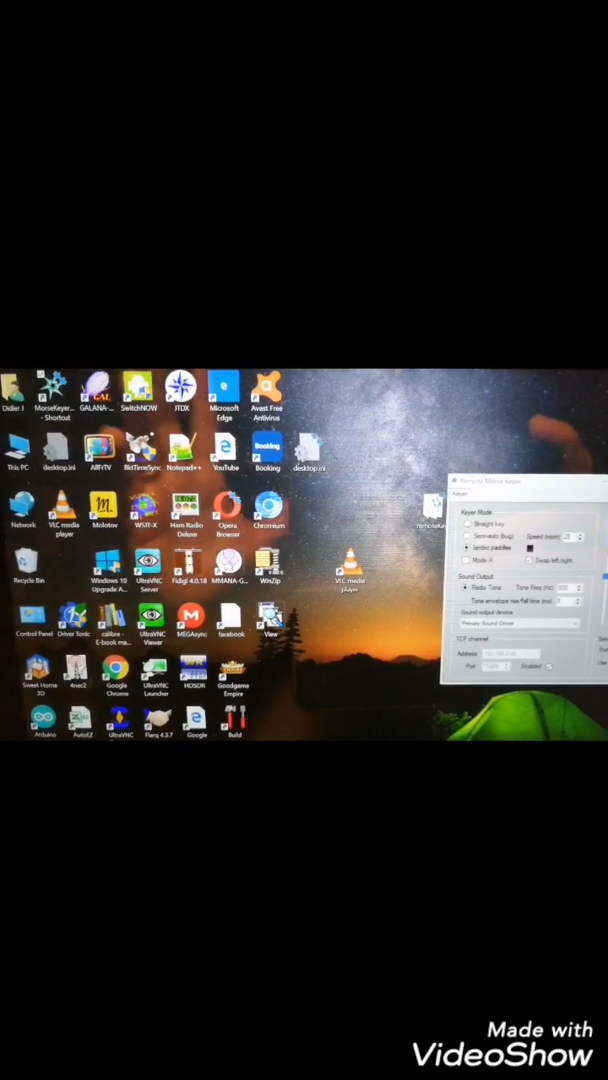 Didier J
MorseKeyer...
- Shortcut
GALANA-...
SwitchNOW
JTDX
Microsoft
Edge
Avast Free
Antivirus
This PC
desktop.ini
AllFrTV
BktTimeSync
Notepad++
YouTube
Booking
Booking
desktop.ini
Network
VLC media
player
Molotov
WSJT-X
Ham Radio
Deluxe
Opera
Browser
Chromium
Recycle Bin
Windows 10
Upgrade A...
UltraVNC
Server
Fldigi 4.0.18
MMANA-G...
WinZip
VLC media
player
Control Panel
Driver Tonic
calibre -
E-book ma...
UltraVNC
Viewer
MEGAsync
facebook
View
Sweet Home
3D
4nec2
Google
Chrome
UltraVNC
Launcher
HDSDR
Goodgame
Empire
Arduino
AutoEZ
UltraVNC
Flarq 4.3.7
Google
Build
remoteKey
Remote Morse Keyer
Keyer
Keyer Mode
Straight key
Semi-auto (bug) Speed (wpm) 25
Iambic paddles
Mode A Swap left/right
Sound Output
Radio Tone Tone Freq (Hz) 800
Tone envelope rise/fall time (ms)
Sound output device
Primary Sound Driver
TCP channel
Address
Port Enabled
Made with
VideoShow